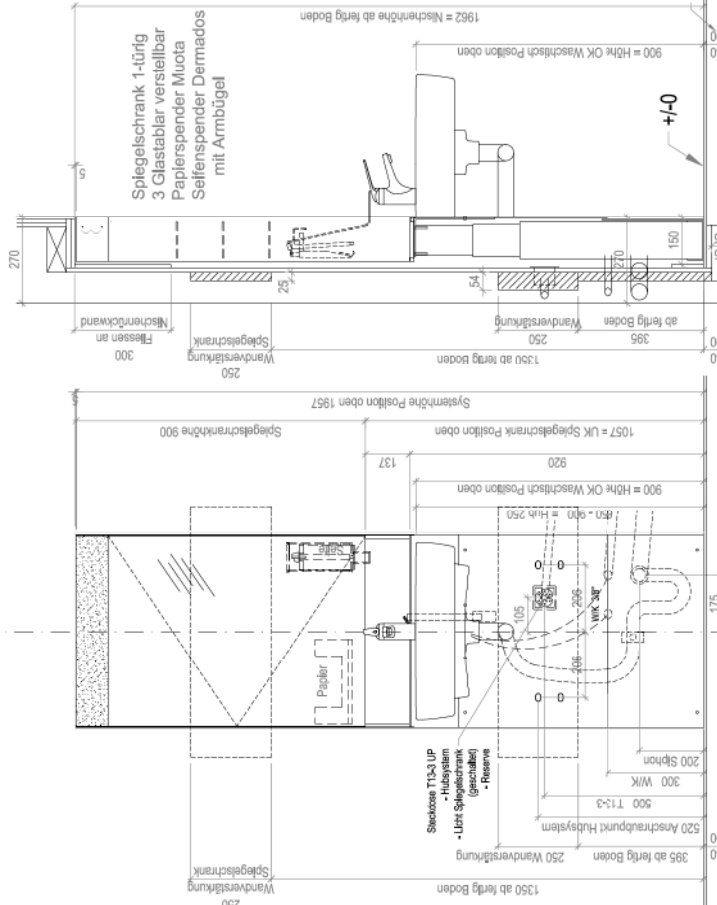 1962 = Nischenhöhe ab fertig Boden
900 = Höhe OK Waschtisch Position oben
Spiegelschrank 1-türig
3 Glastablar verstellbar
Papierspender Muota
Seifenspender Dermados
mit Armbügel
5
+/-0
270
25
54
270
150
Fliessen an
Nischenrückwand
300
Wandverstärkung
Spiegelschrank
250
1350 ab fertig Boden
Wandverstärkung
250
ab fertig Boden
395
Systemhöhe Position oben 1957
Spiegelschrankhöhe 900
1057 = UK Spiegelschrank Position oben
137
920
900 = Höhe OK Waschtisch Position oben
650 - 900 = Hub 250
Seife
Papier
105
206
206
W/K 3/8"
175
Steckdose T13-3 UP
- Hubsystem
- Licht Spiegelschrank
(geschaltet)
- Reserve
200 Siphon
300 W/K
500 T13-3
520 Anschraubpunkt Hubsystem
250 Wandverstärkung
395 ab fertig Boden
Wandverstärkung
Spiegelschrank
250
1350 ab fertig Boden